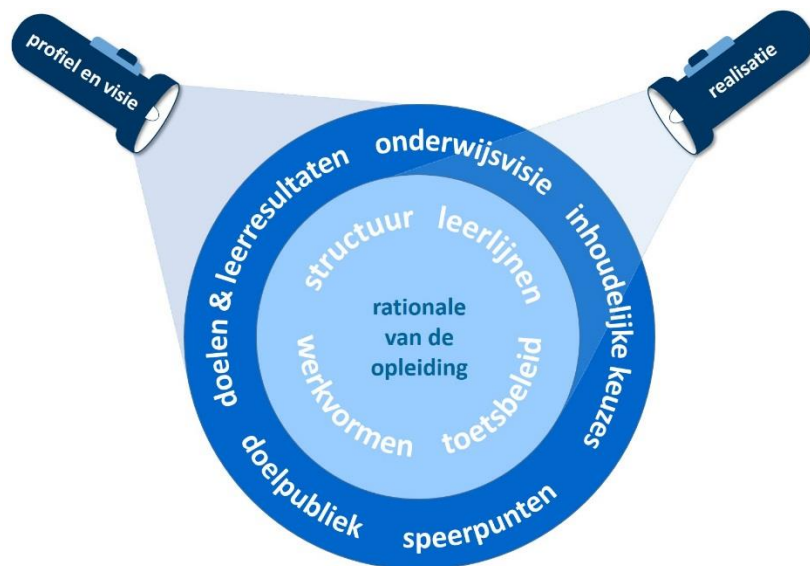 profiel en visie
realisatie
doelen & leerresultaten
onderwijsvisie
inhoudelijke keuzes
doelpubliek
speerpunten
structuur
leerlijnen
werkvormen
toetsbeleid
rationale
van de
opleiding